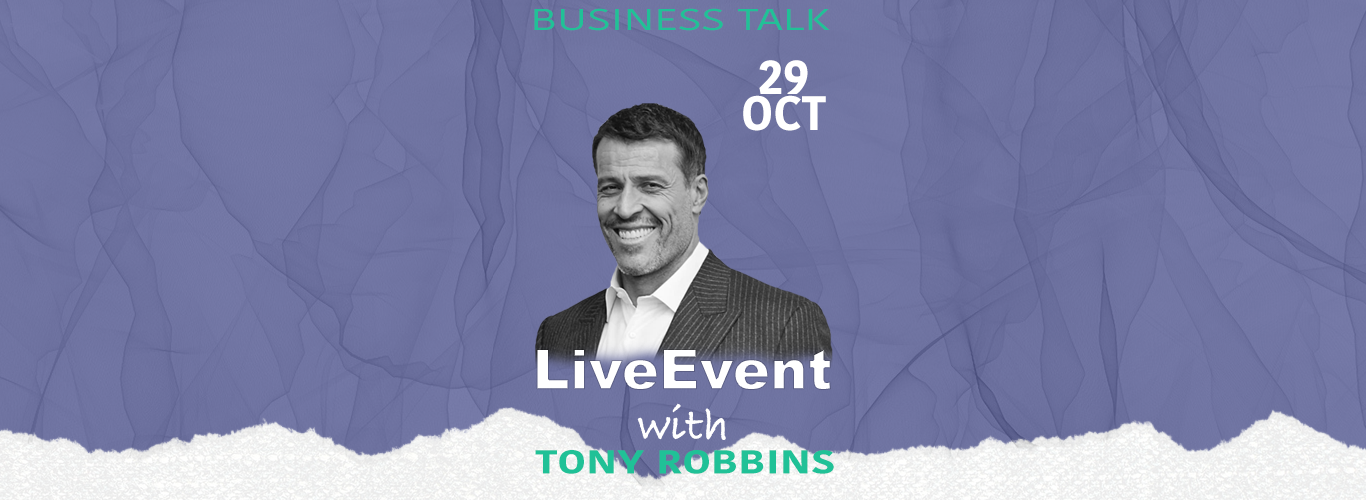 BUSINESS TALK
29
OCT
LiveEvent
with
TONY ROBBINS